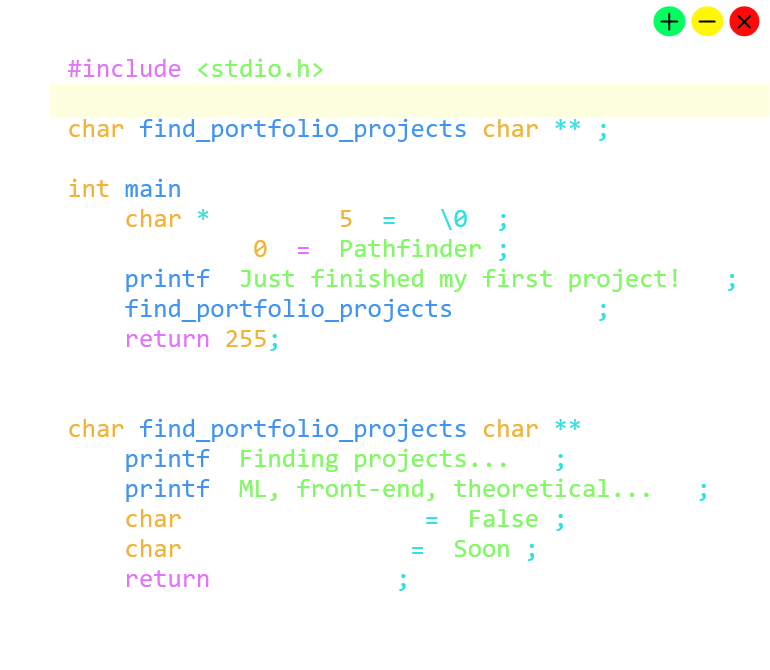 #include <stdio.h>
char find_portfolio_projects char ** ;
int main
char * 5 = \0 ;
0 = Pathfinder ;
printf Just finished my first project! ;
find_portfolio_projects ;
return 255;
char find_portfolio_projects char **
printf Finding projects... ;
printf ML, front-end, theoretical... ;
char = False ;
char = Soon ;
return ;